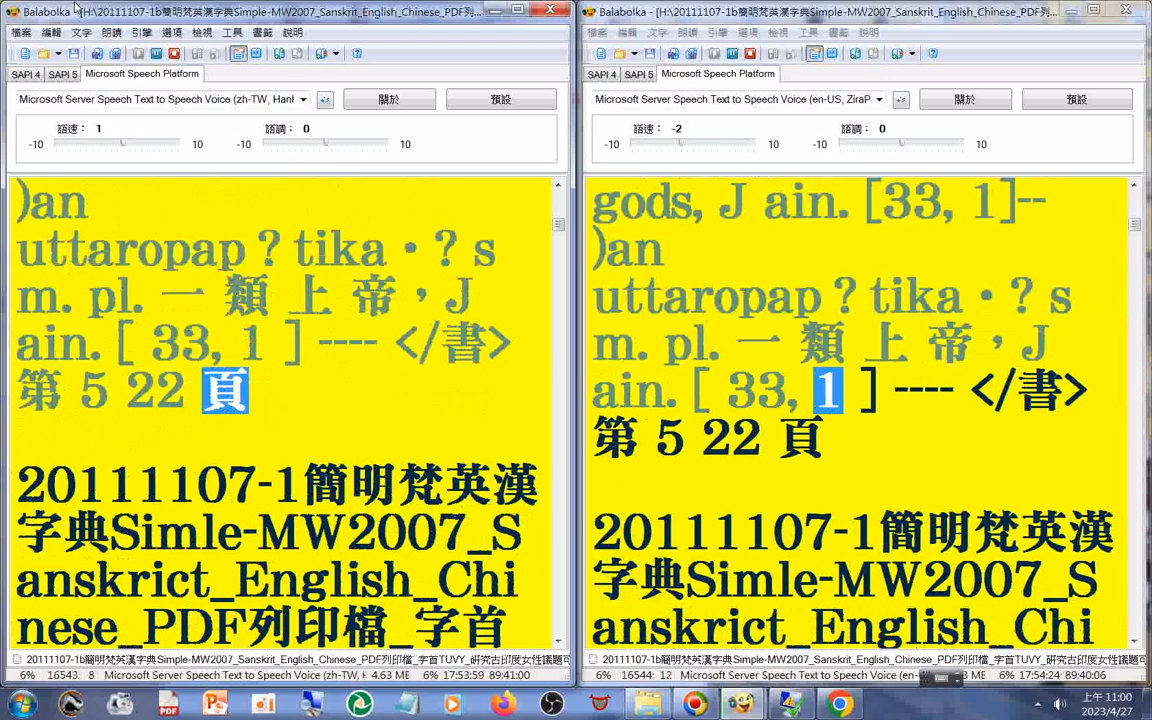 Balabolka - [H:\20111107-1b簡明梵英漢字典Simple-MW2007_Sanskrit_English_Chinese_PDF列...
檔案 編輯 文字 朗讀 引擎 選項 檢視 工具 書籤 說明
SAPI 4 SAPI 5 Microsoft Speech Platform
Microsoft Server Speech Text to Speech Voice (zh-TW, HanH 關於 預設
語速： 1 語調： 0
-10 10 -10 10
)an
uttaropap ? tika • ? s
m. pl. 一 類 上 帝，J
ain. [ 33, 1 ] ---- </書>
第 5 22 頁
20111107-1簡明梵英漢
字典Simle-MW2007_S
anskrict_English_Chi
nese_PDF列印檔_字首
20111107-1b簡明梵英漢字典Simple-MW2007_Sanskrit_English_Chinese_PDF列印檔_字首TUVY_研究古印度女性議題可
6% 16543: 8 Microsoft Server Speech Text to Speech Voice (zh-TW, H 4.63 ME 6% 17:53:59 89:41:00
Balabolka - [H:\20111107-1b簡明梵英漢字典Simple-MW2007_Sanskrit_English_Chinese_PDF列...
檔案 編輯 文字 朗讀 引擎 選項 檢視 工具 書籤 說明
SAPI 4 SAPI 5 Microsoft Speech Platform
Microsoft Server Speech Text to Speech Voice (en-US, ZiraP 關於 預設
語速： -2 語調： 0
-10 10 -10 10
gods, J ain. [33, 1]--
)an
uttaropap ? tika • ? s
m. pl. 一 類 上 帝，J
ain. [ 33, 1 ] ---- </書>
第 5 22 頁
20111107-1簡明梵英漢
字典Simle-MW2007_S
anskrict_English_Chi
20111107-1b簡明梵英漢字典Simple-MW2007_Sanskrit_English_Chinese_PDF列印檔_字首TUVY_研究古印度女性議題可
6% 16544: 12 Microsoft Server Speech Text to Speech Voice 3 ME 6% 17:54:24 89:40:06
上午 11:00
2023/4/27